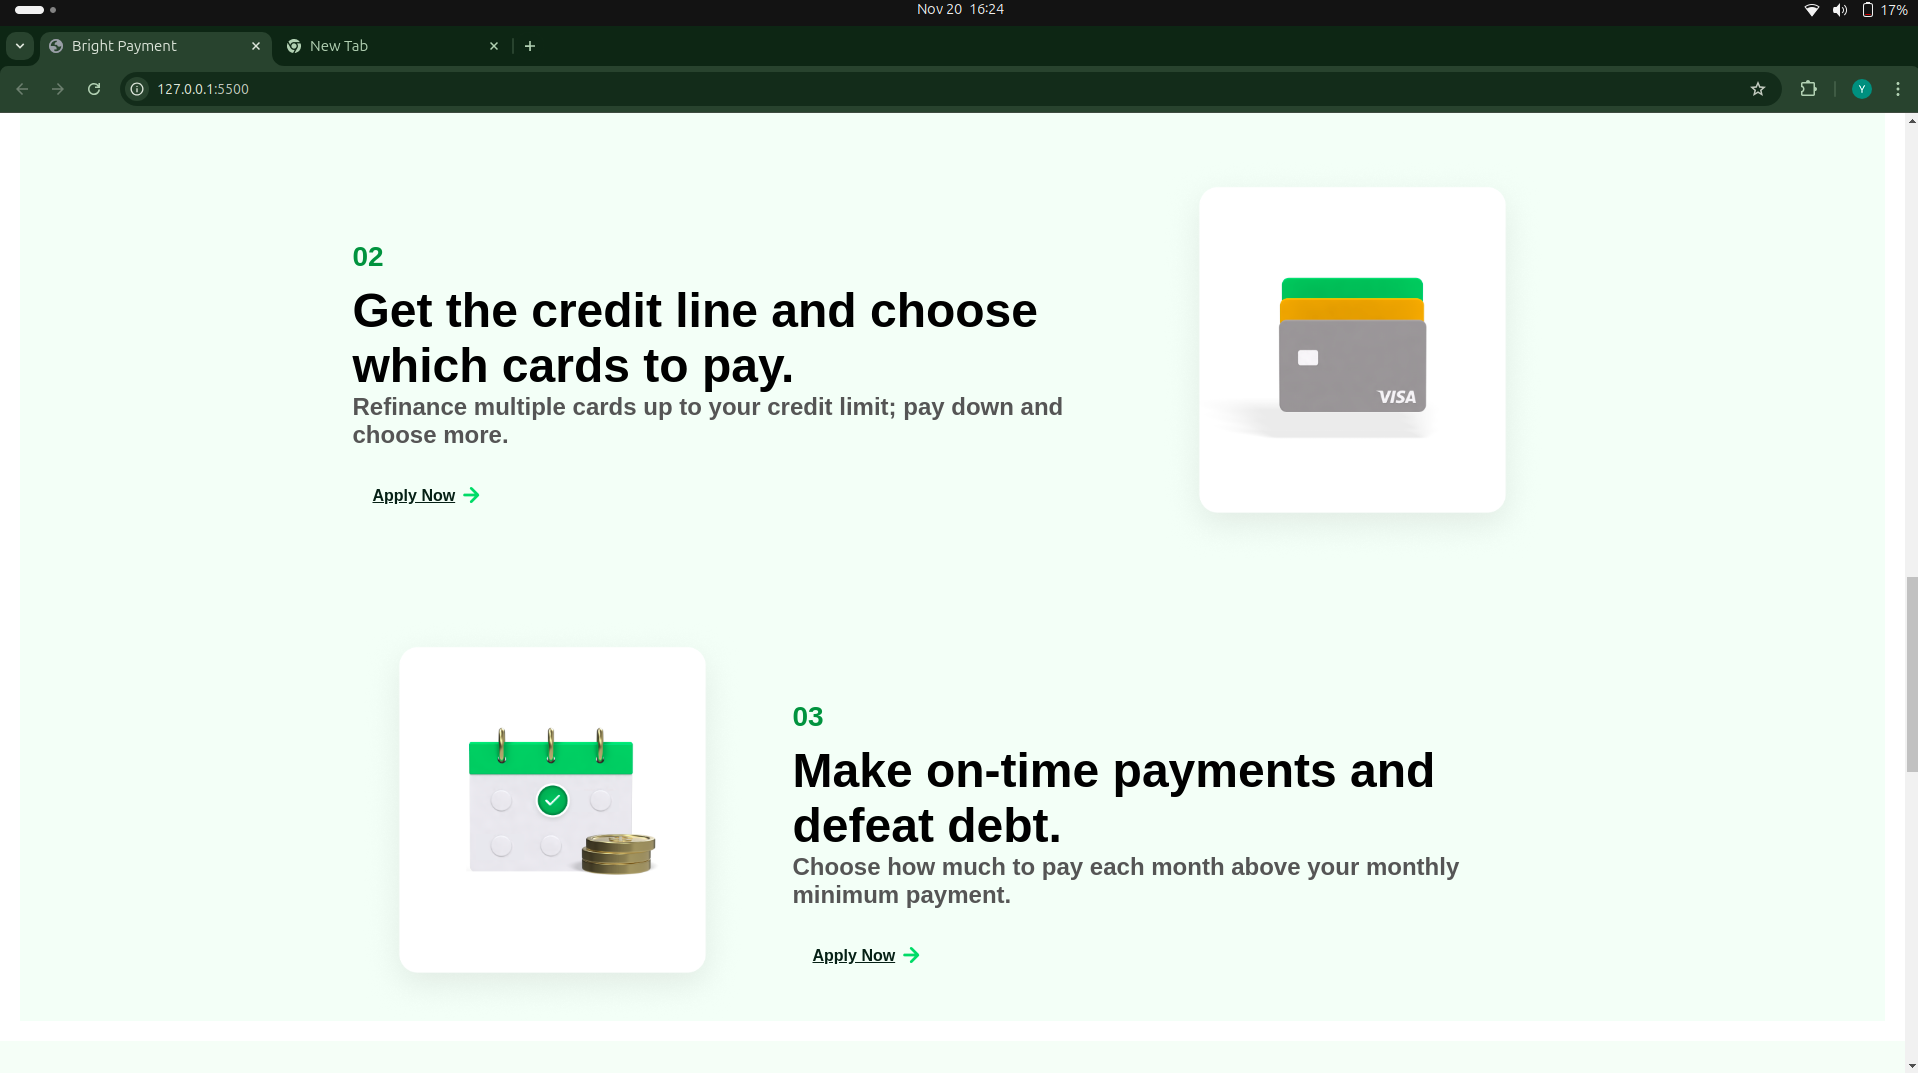 Nov 20 16:24
17%
Bright Payment
New Tab
127.0.0.1:5500
Y
02
Get the credit line and choose
which cards to pay.
Refinance multiple cards up to your credit limit; pay down and
choose more.
Apply Now
VISA
03
Make on-time payments and
defeat debt.
Choose how much to pay each month above your monthly
minimum payment.
Apply Now